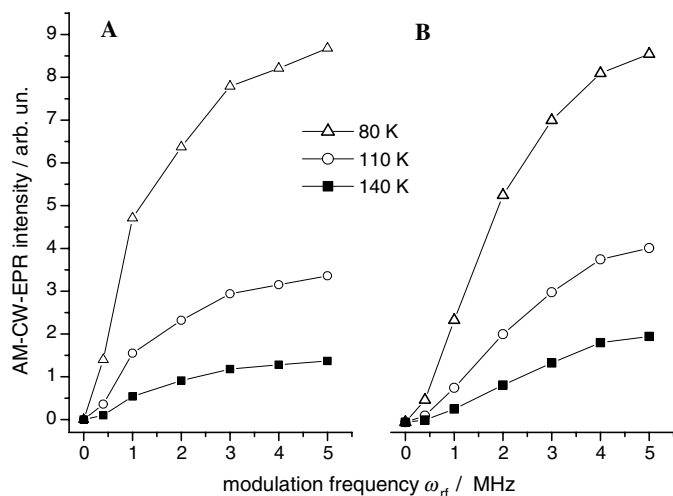 A
B
9
8
7
6
5
4
3
2
1
0
AM-CW-EPR intensity / arb. un.
80 K
110 K
140 K
0 1 2 3 4 5
0 1 2 3 4 5
modulation frequency ω_rf / MHz